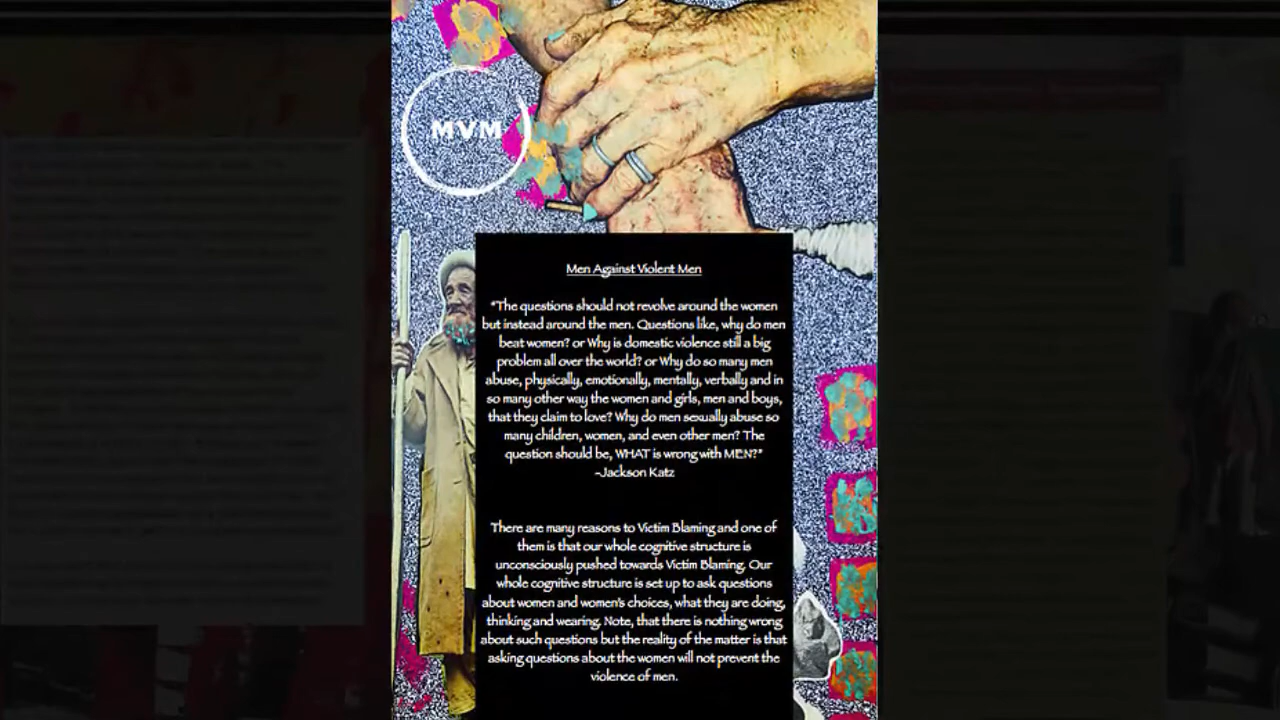 MVM
Men Against Violent Men
"The questions should not revolve around the women
but instead around the men. Questions like, why do men
beat women? or Why is domestic violence still a big
problem all over the world? or Why do so many men
abuse, physically, emotionally, mentally, verbally and in
so many other way the women and girls, men and boys,
that they claim to love? Why do men sexually abuse so
many children, women, and even other men? The
question should be, WHAT is wrong with MEN?"
-Jackson Katz
There are many reasons to Victim Blaming and one of
them is that our whole cognitive structure is
unconsciously pushed towards Victim Blaming. Our
whole cognitive structure is set up to ask questions
about women and women's choices, what they are doing,
thinking and wearing. Note, that there is nothing wrong
about such questions but the reality of the matter is that
asking questions about the women will not prevent the
violence of men.